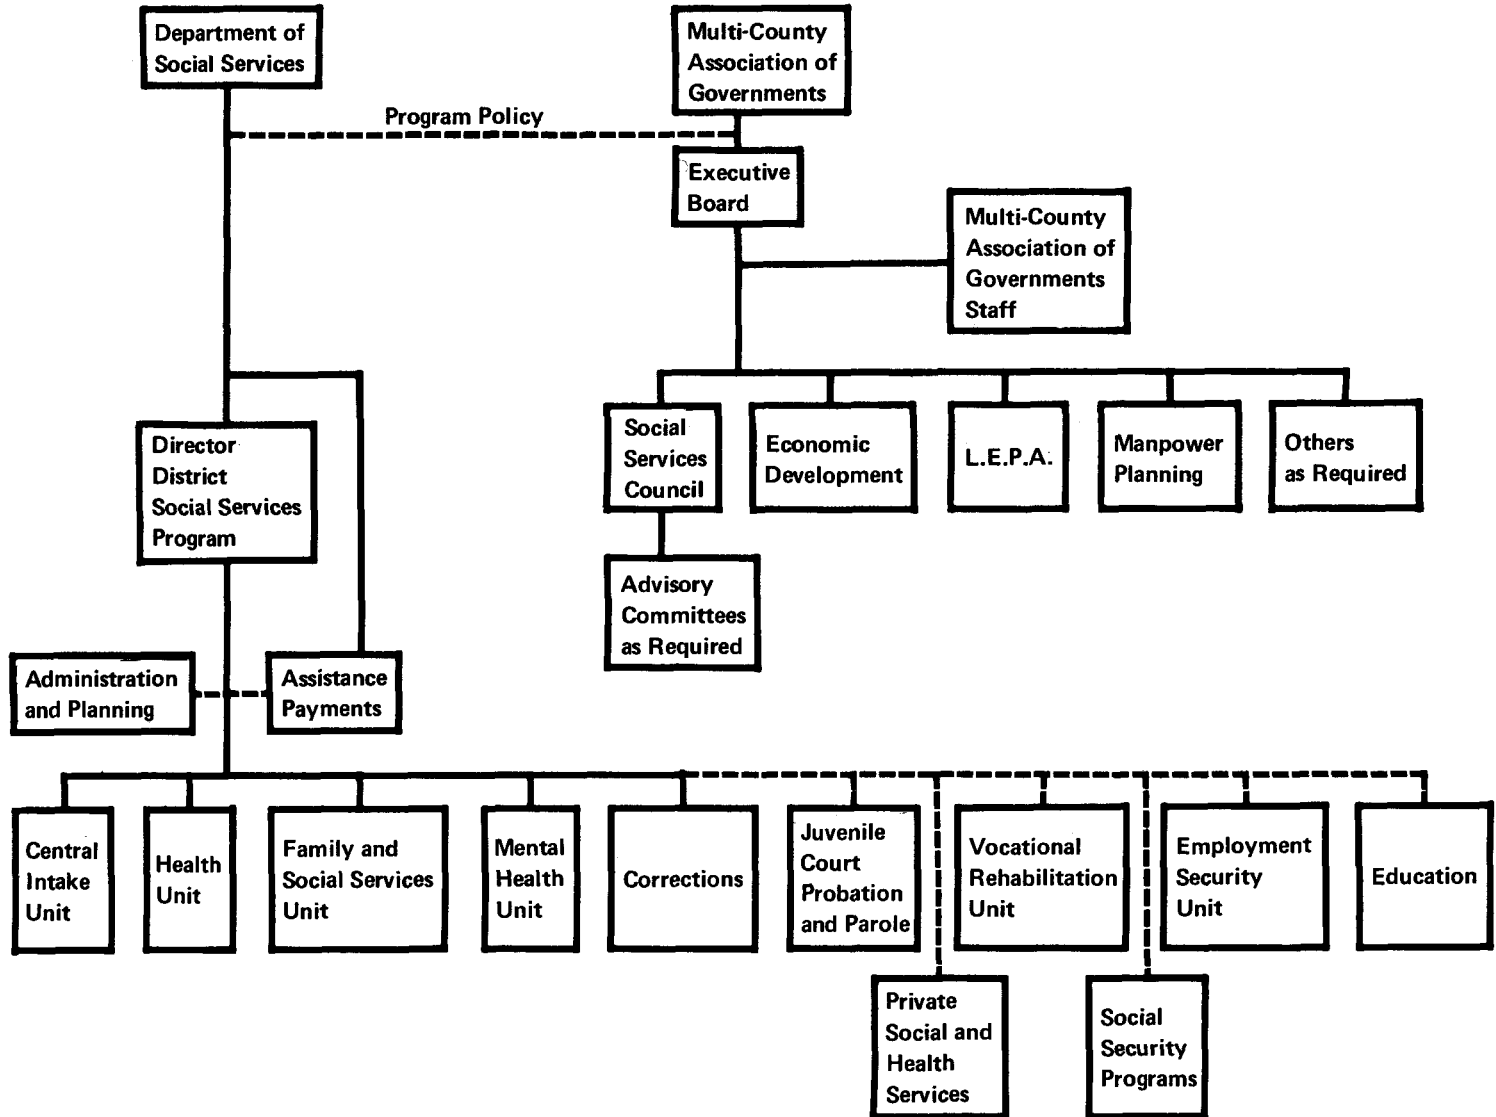 Department of
Social Services
Multi-County
Association of
Governments
Program Policy
Executive
Board
Multi-County
Association of
Governments
Staff
Director
District
Social Services
Program
Social
Services
Council
Economic
Development
L.E.P.A.
Manpower
Planning
Others
as Required
Advisory
Committees
as Required
Administration
and Planning
Assistance
Payments
Central
Intake
Unit
Health
Unit
Family and
Social Services
Unit
Mental
Health
Unit
Corrections
Juvenile
Court
Probation
and Parole
Vocational
Rehabilitation
Unit
Employment
Security
Unit
Education
Private
Social and
Health
Services
Social
Security
Programs